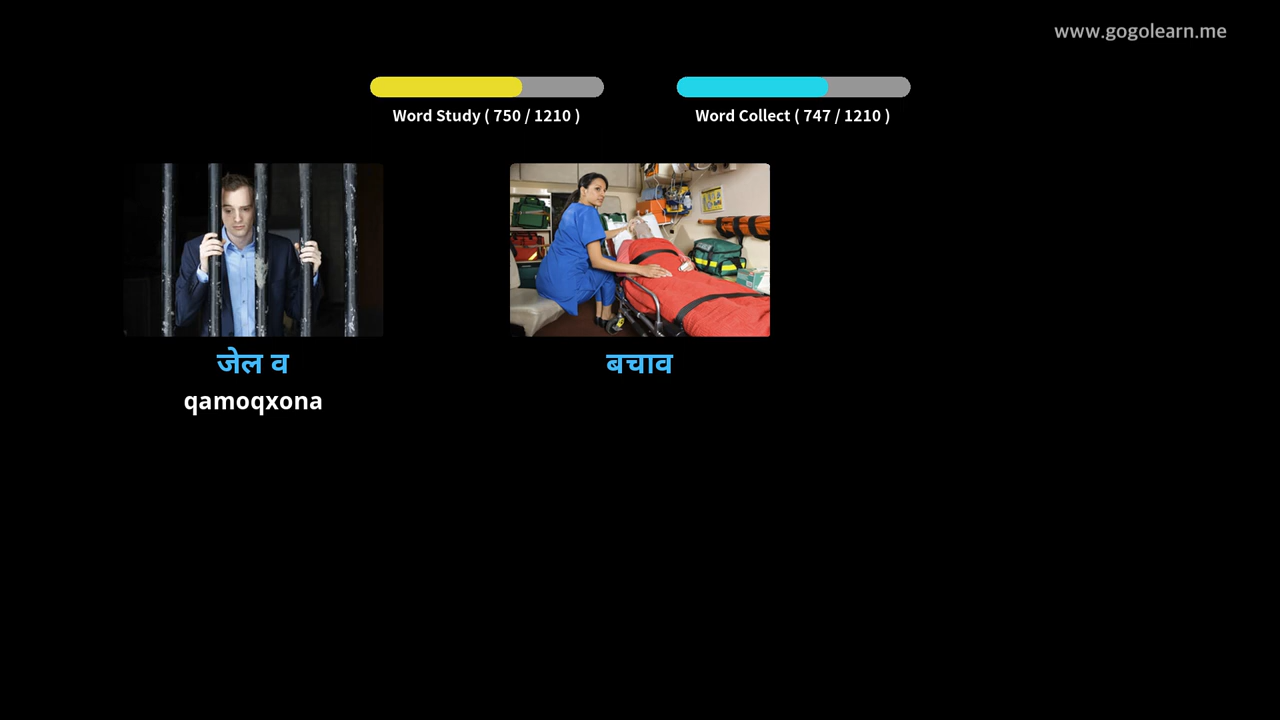 www.gogolearn.me
Word Study ( 750 / 1210 )
Word Collect ( 747 / 1210 )
जेल व
qamoqxona
बचाव